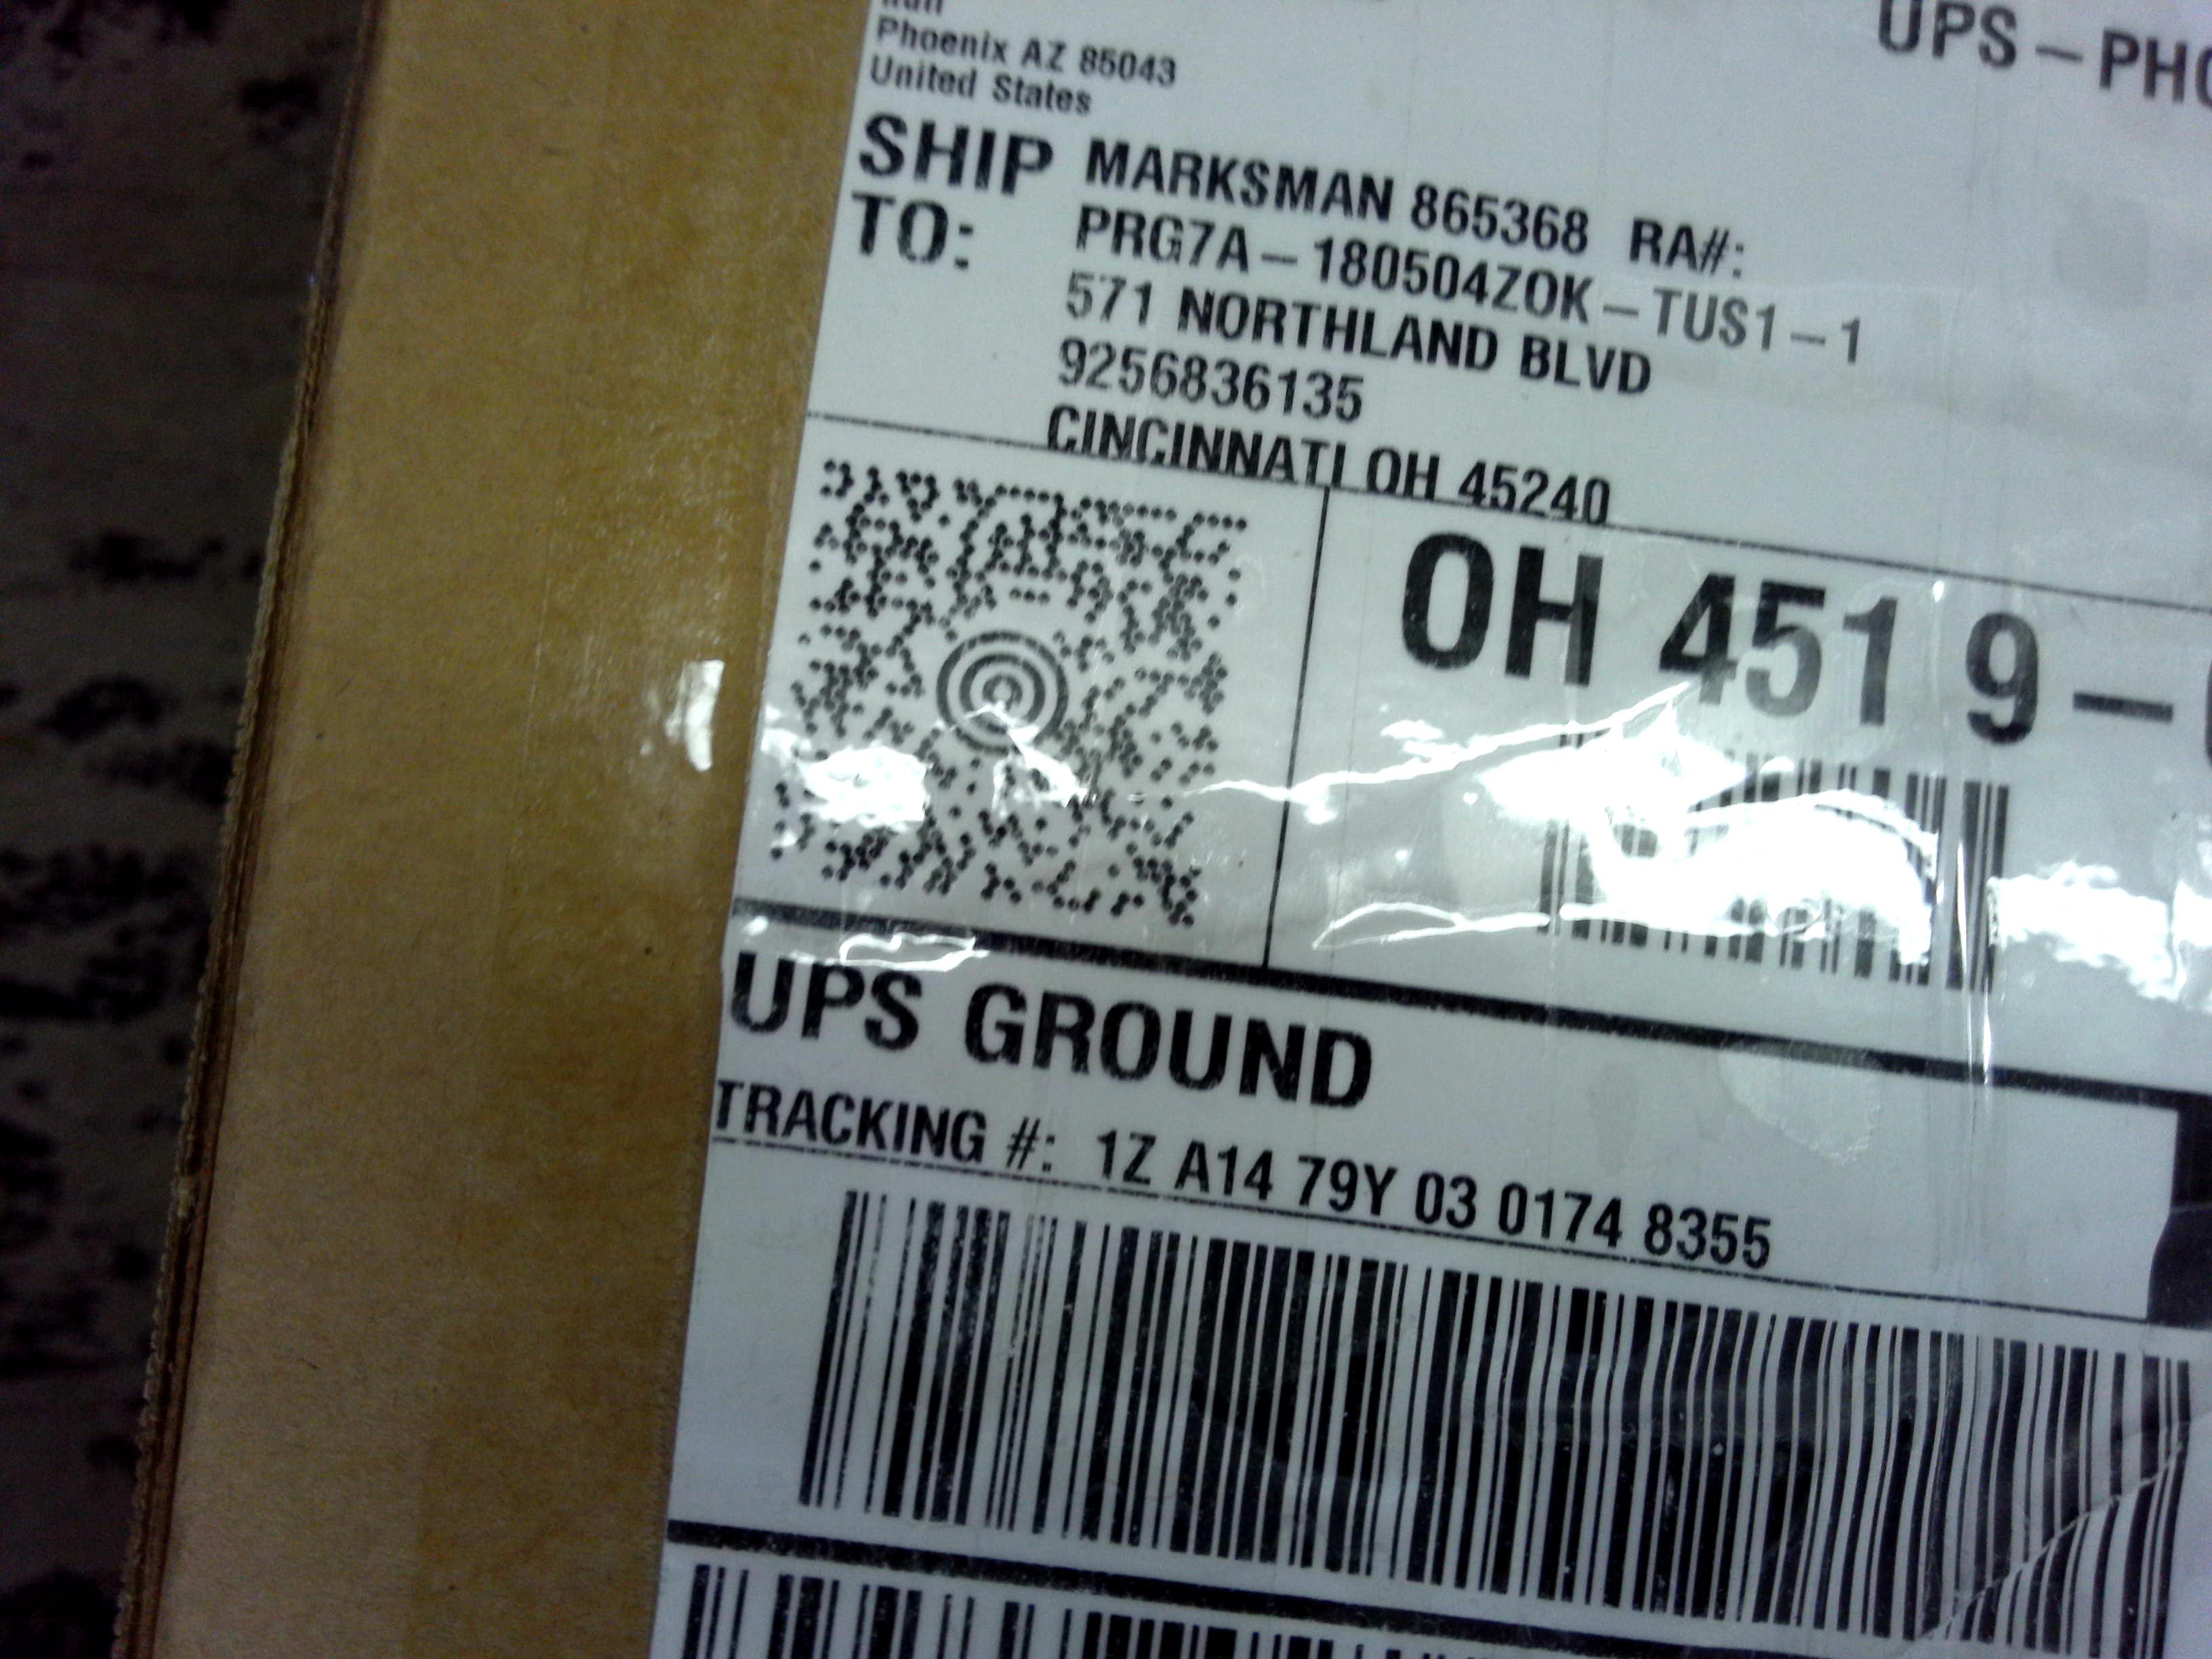 Phoenix AZ 85043
United States
UPS – PHO
SHIP TO:
MARKSMAN 865368 RA#:
PRG7A – 180504ZOK – TUS1 – 1
571 NORTHLAND BLVD
9256836135
CINCINNATI OH 45240
OH 451 9 –
UPS GROUND
TRACKING #: 1Z A14 79Y 03 0174 8355